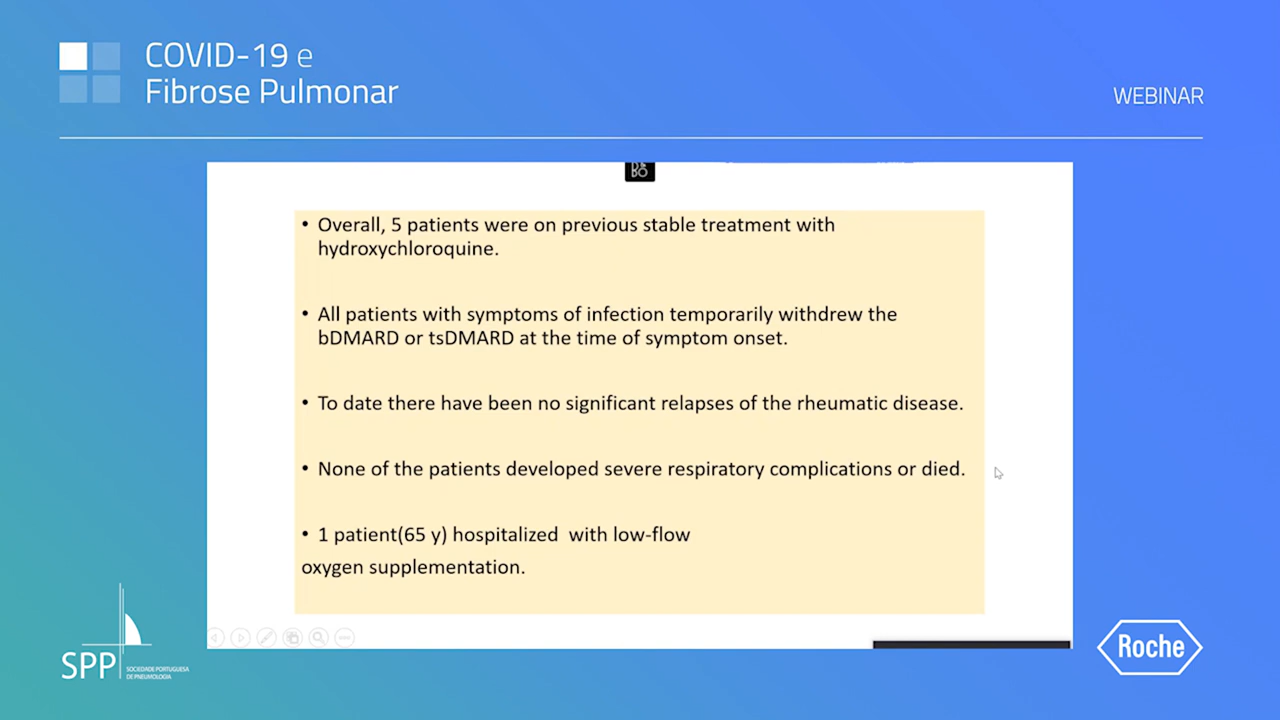 COVID-19 e
Fibrose Pulmonar
WEBINAR
• Overall, 5 patients were on previous stable treatment with
hydroxychloroquine.
• All patients with symptoms of infection temporarily withdrew the
bDMARD or tsDMARD at the time of symptom onset.
• To date there have been no significant relapses of the rheumatic disease.
• None of the patients developed severe respiratory complications or died.
• 1 patient(65 y) hospitalized  with low-flow
oxygen supplementation.
SPP
SOCIEDADE PORTUGUESA
DE PNEUMOLOGIA
Roche